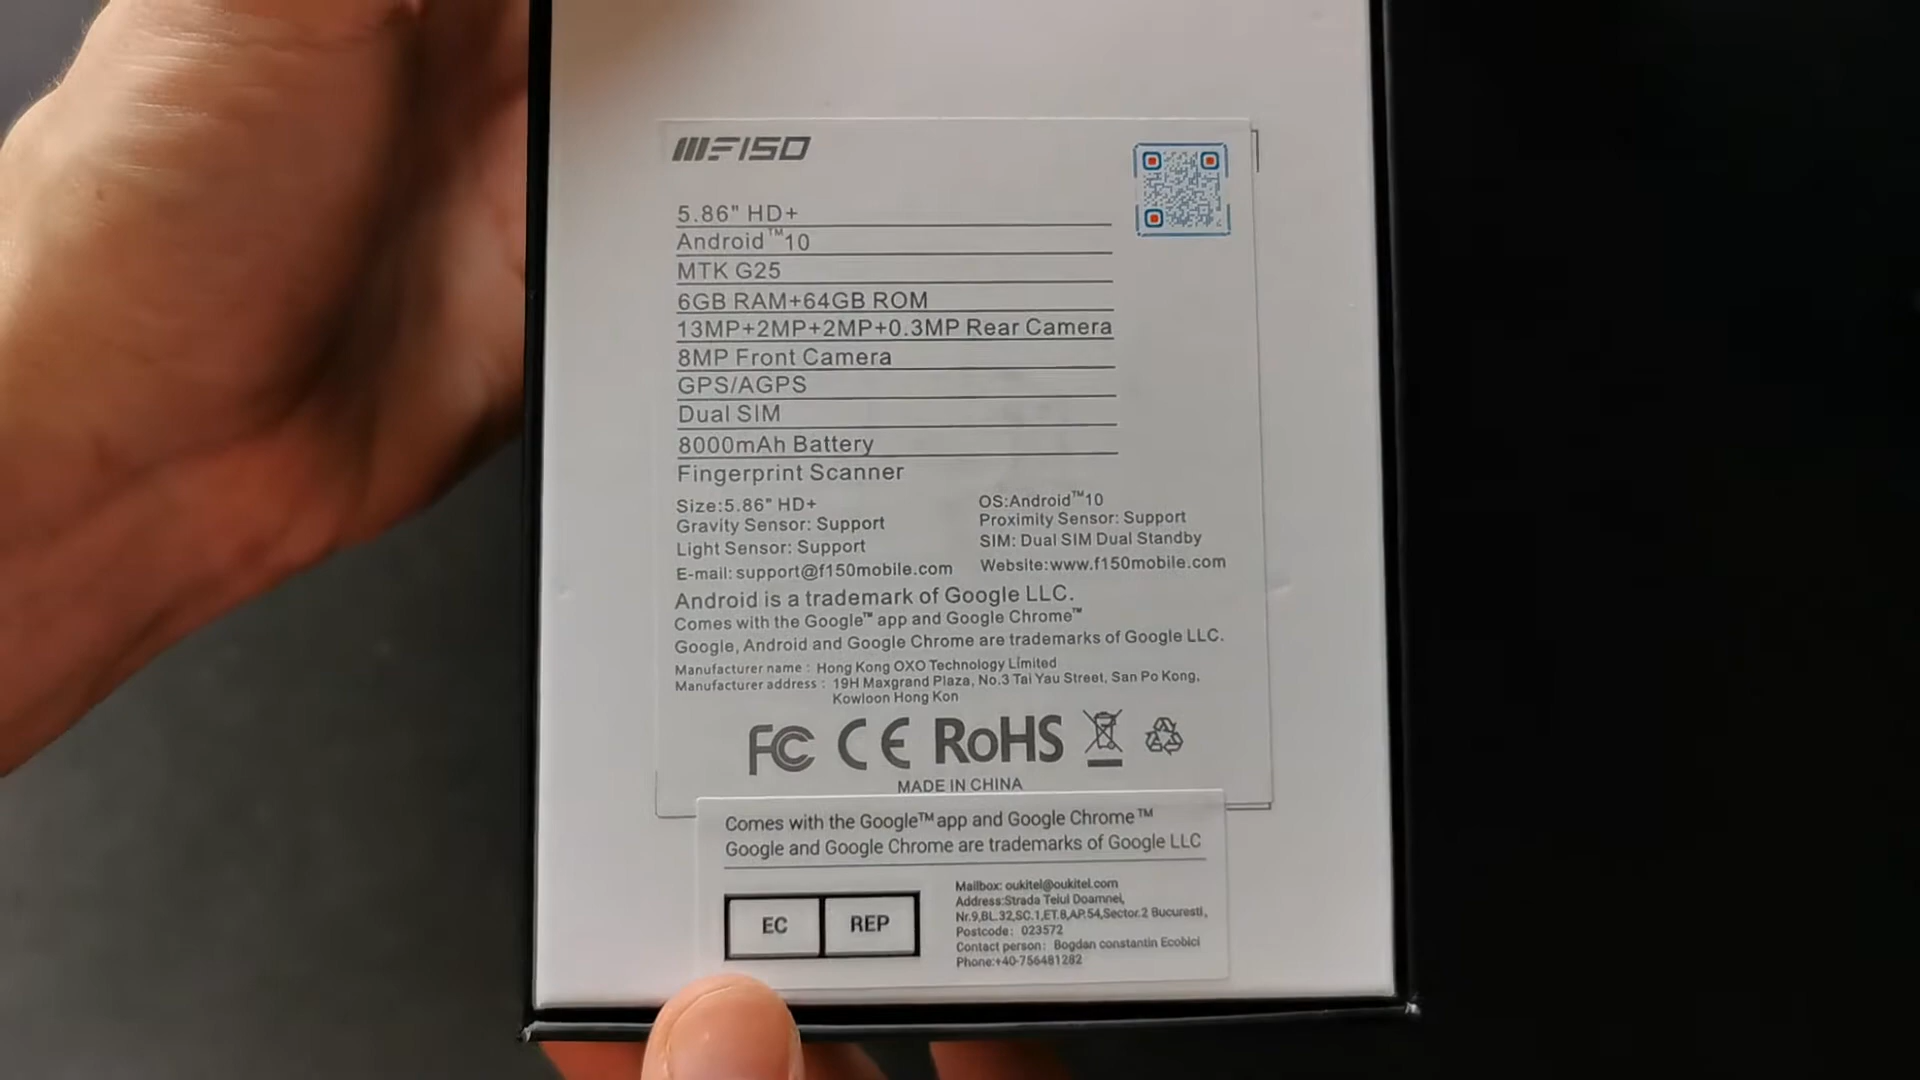 F150
5.86" HD+
Android™10
MTK G25
6GB RAM+64GB ROM
13MP+2MP+2MP+0.3MP Rear Camera
8MP Front Camera
GPS/AGPS
Dual SIM
8000mAh Battery
Fingerprint Scanner
Size:5.86" HD+ OS:Android™10
Gravity Sensor: Support Proximity Sensor: Support
Light Sensor: Support SIM: Dual SIM Dual Standby
E-mail: support@f150mobile.com Website:www.f150mobile.com
Android is a trademark of Google LLC.
Comes with the Google™ app and Google Chrome™
Google, Android and Google Chrome are trademarks of Google LLC.
Manufacturer name : Hong Kong OXO Technology Limited
Manufacturer address : 19H Maxgrand Plaza, No.3 Tai Yau Street, San Po Kong,
Kowloon Hong Kon
FC CE RoHS
MADE IN CHINA
Comes with the Google™ app and Google Chrome™
Google and Google Chrome are trademarks of Google LLC
EC REP
Mailbox: oukitel@oukitel.com
Address:Strada Teiul Doamnei,
Nr.9,BL.32,SC.1,ET.8,AP.54,Sector.2 Bucuresti,
Postcode: 023572
Contact person: Bogdan constantin Ecobici
Phone:+40-756481282